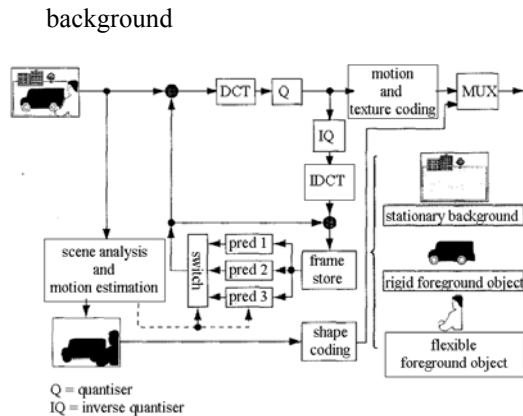 background
DCT
Q
motion
and
texture coding
MUX
IQ
IDCT
stationary background
scene analysis
and
motion estimation
switch
pred 1
pred 2
pred 3
frame
store
rigid foreground object
shape
coding
flexible
foreground object
Q = quantiser
IQ = inverse quantiser